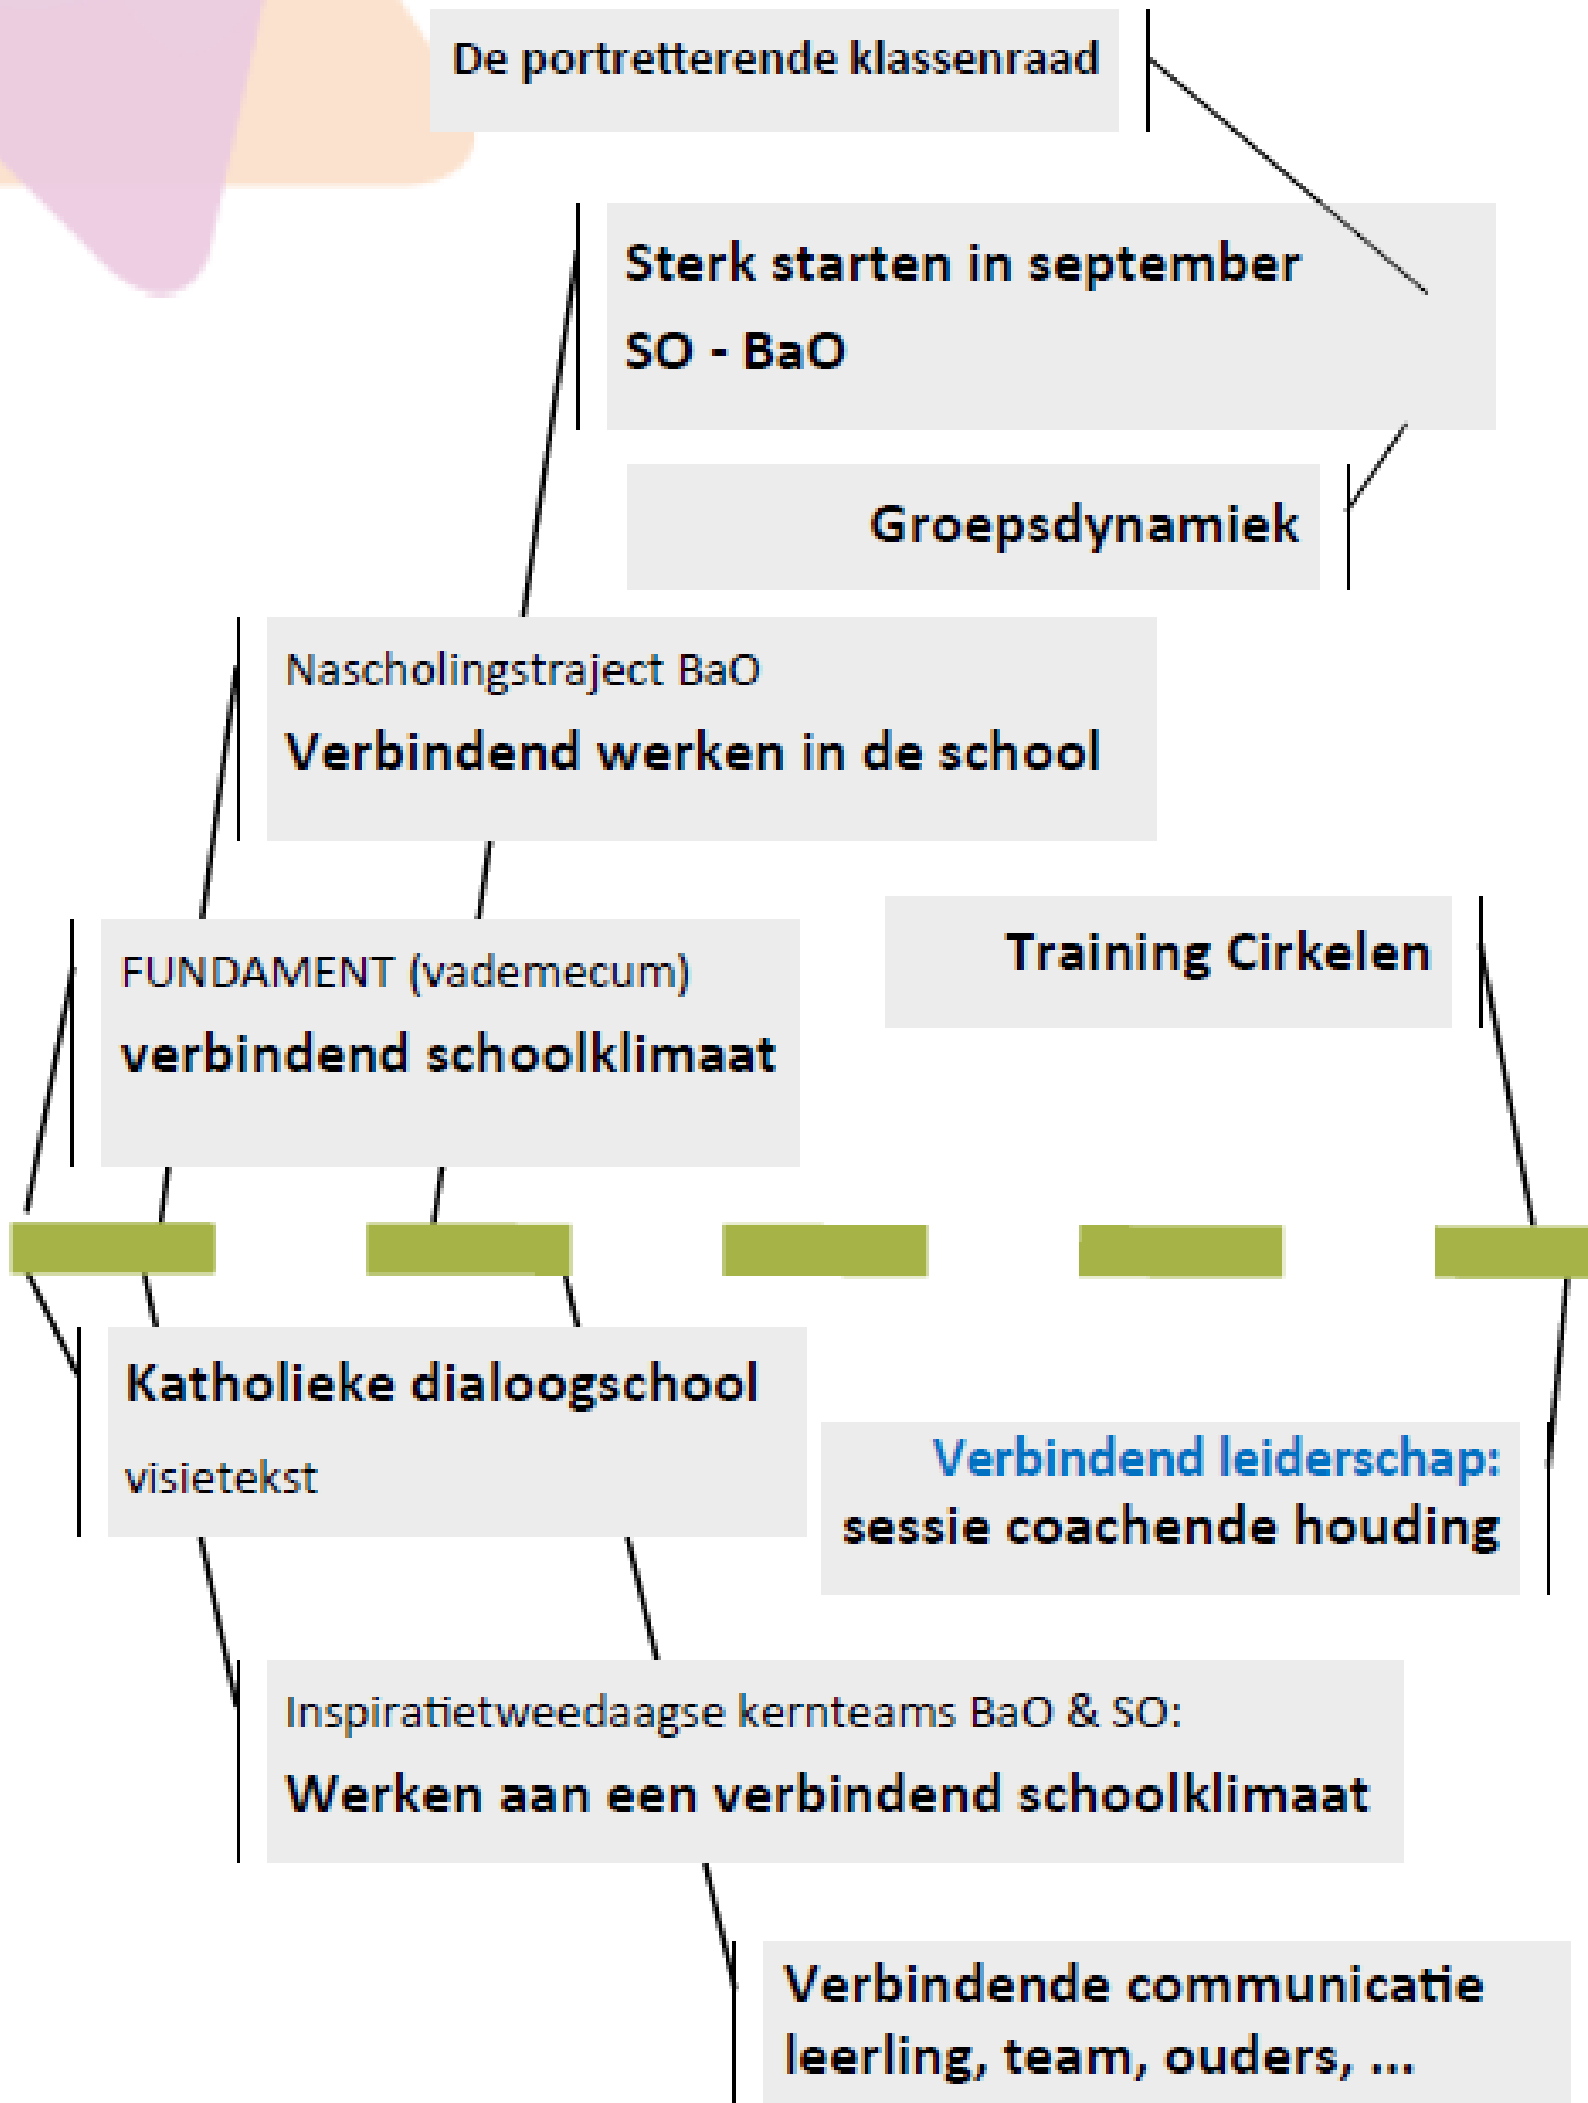 De portretterende klassenraad
Sterk starten in september
SO - BaO
Groepsdynamiek
Nascholingstraject BaO
Verbindend werken in de school
FUNDAMENT (vademecum)
verbindend schoolklimaat
Training Cirkelen
Katholieke dialoogschool
visietekst
Verbindend leiderschap:
sessie coachende houding
Inspiratietweedaagse kernteams BaO & SO:
Werken aan een verbindend schoolklimaat
Verbindende communicatie
leerling, team, ouders, ...